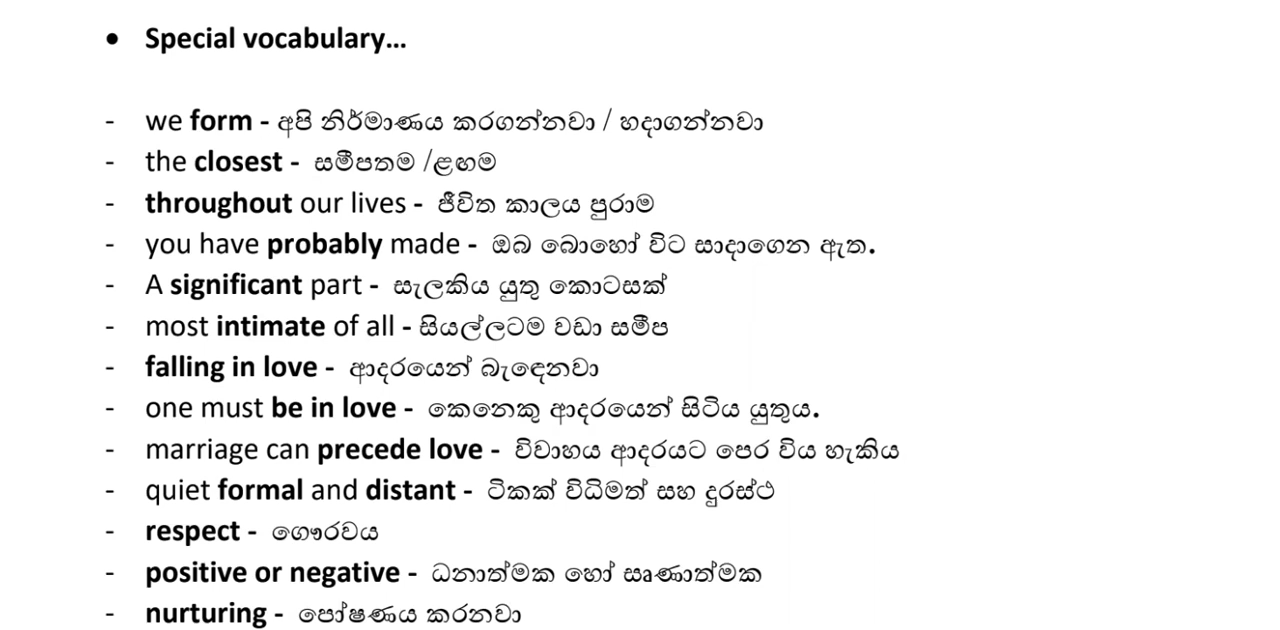 • Special vocabulary...
- we form - අපි නිර්මාණය කරගන්නවා / හදාගන්නවා
- the closest - සමීපතම /ළඟම
- throughout our lives - ජීවිත කාලය පුරාම
- you have probably made - ඔබ බොහෝ විට සාදාගෙන ඇත.
- A significant part - සැලකිය යුතු කොටසක්
- most intimate of all - සියල්ලටම වඩා සමීප
- falling in love - ආදරයෙන් බැඳෙනවා
- one must be in love - කෙනෙකු ආදරයෙන් සිටිය යුතුය.
- marriage can precede love - විවාහය ආදරයට පෙර විය හැකිය
- quiet formal and distant - ටිකක් විධිමත් සහ දුරස්ථ
- respect - ගෞරවය
- positive or negative - ධනාත්මක හෝ සෘණාත්මක
- nurturing - පෝෂණය කරනවා